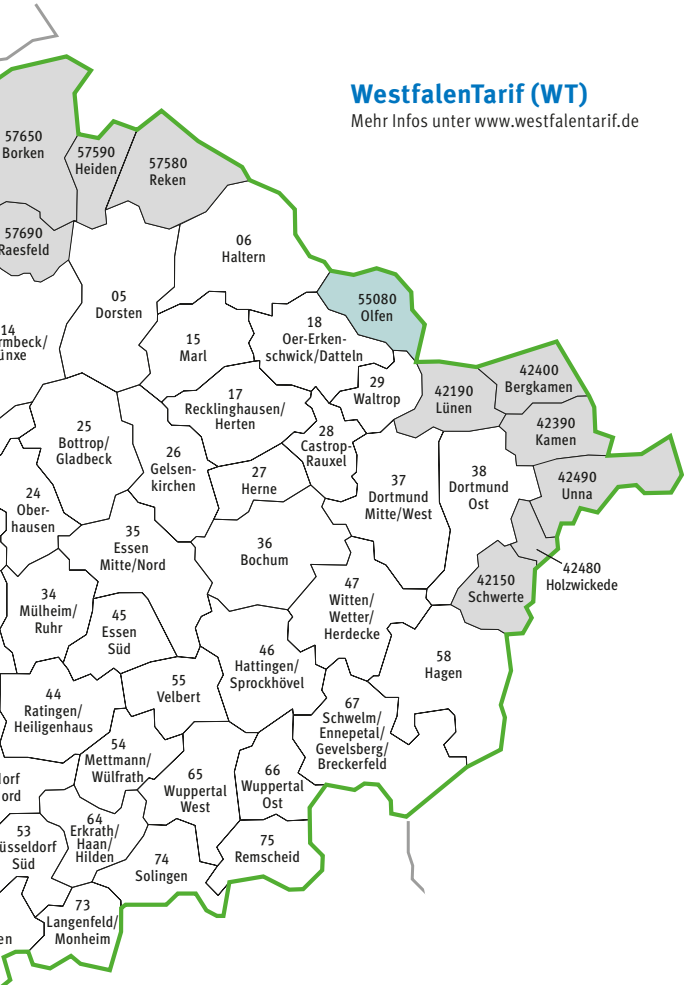 WestfalenTarif (WT)
Mehr Infos unter www.westfalentarif.de
57650
Borken
57590
Heiden
57580
Reken
57690
Raesfeld
06
Haltern
05
Dorsten
55080
Olfen
14
rmbeck/
ünxe
15
Marl
18
Oer-Erken-
schwick/Datteln
42400
Bergkamen
29
Waltrop
42190
Lünen
17
Recklinghausen/
Herten
42390
Kamen
25
Bottrop/
Gladbeck
28
Castrop-
Rauxel
26
Gelsen-
kirchen
27
Herne
37
Dortmund
Mitte/West
38
Dortmund
Ost
42490
Unna
24
Ober-
hausen
35
Essen
Mitte/Nord
36
Bochum
42480
Holzwickede
42150
Schwerte
34
Mülheim/
Ruhr
47
Witten/
Wetter/
Herdecke
45
Essen
Süd
46
Hattingen/
Sprockhövel
58
Hagen
44
Ratingen/
Heiligenhaus
55
Velbert
67
Schwelm/
Ennepetal/
Gevelsberg/
Breckerfeld
54
Mettmann/
Wülfrath
65
Wuppertal
West
66
Wuppertal
Ost
dorf
ord
53
üsseldorf
Süd
64
Erkrath/
Haan/
Hilden
74
Solingen
75
Remscheid
73
Langenfeld/
Monheim
en